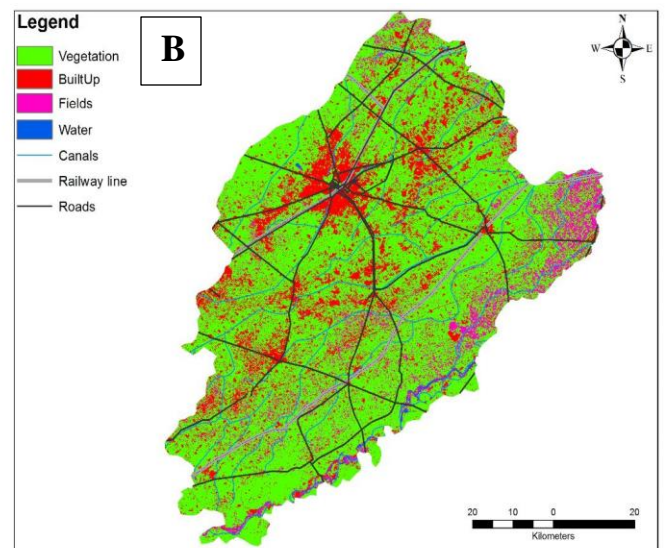 Legend
B
Vegetation
BuiltUp
Fields
Water
Canals
Railway line
Roads
N
W E
S
20 10 0 20
Kilometers